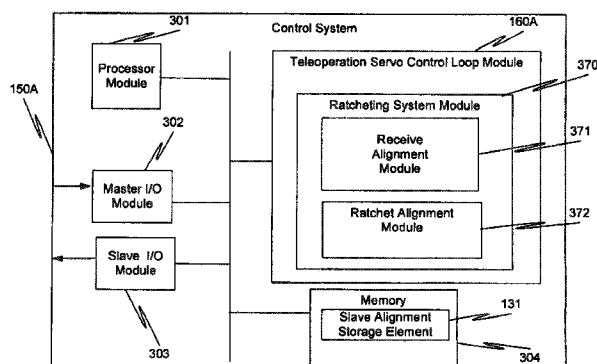 301
Control System
160A
Processor
Module
Teleoperation Servo Control Loop Module
370
150A
Ratcheting System Module
302
Receive
Alignment
Module
371
Master I/O
Module
Ratchet Alignment
Module
372
Slave I/O
Module
Memory
131
Slave Alignment
Storage Element
303
304